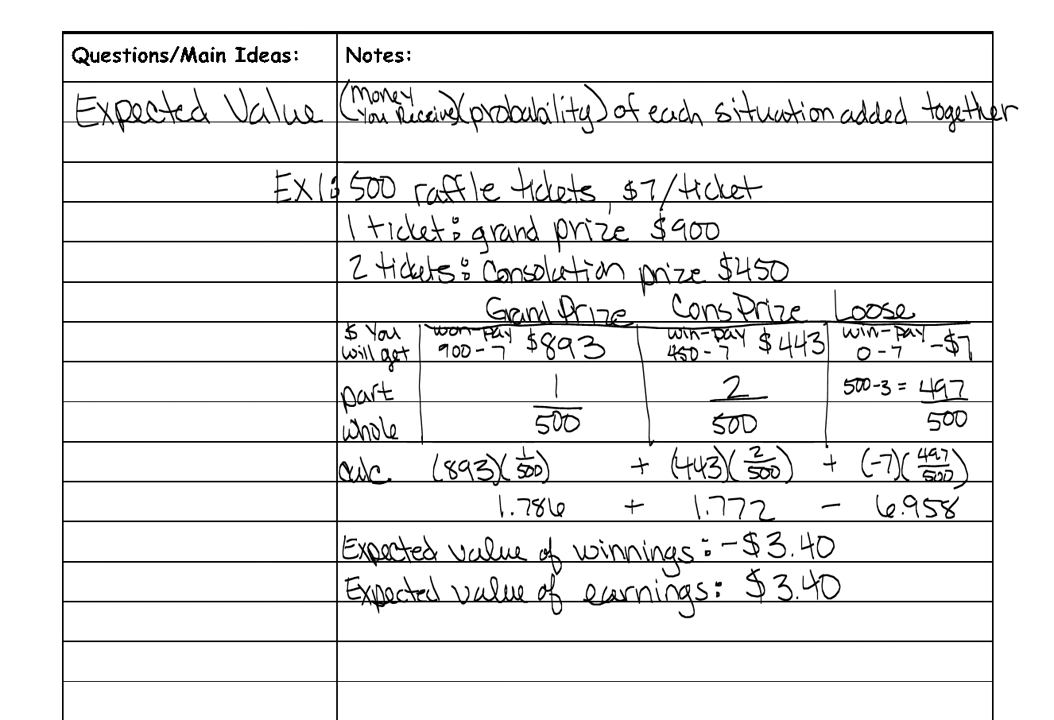 Questions/Main Ideas: Notes:
Expected Value (money you receive)(probability) of each situation added together
Ex 1: 500 raffle tickets, $7/ticket
1 ticket: grand prize $900
2 tickets: Consolation prize $450
Grand Prize Cons Prize Loose
$ You will get won-pay 900-7 $893 win-pay 450-7 $443 win-pay 0-7 -$7
part 1 2 500-3 = 497
whole 500 500 500
calc. (893)(1/500) + (443)(2/500) + (-7)(497/500)
1.786 + 1.772 - 6.958
Expected value of winnings: -$3.40
Expected value of earnings: $3.40